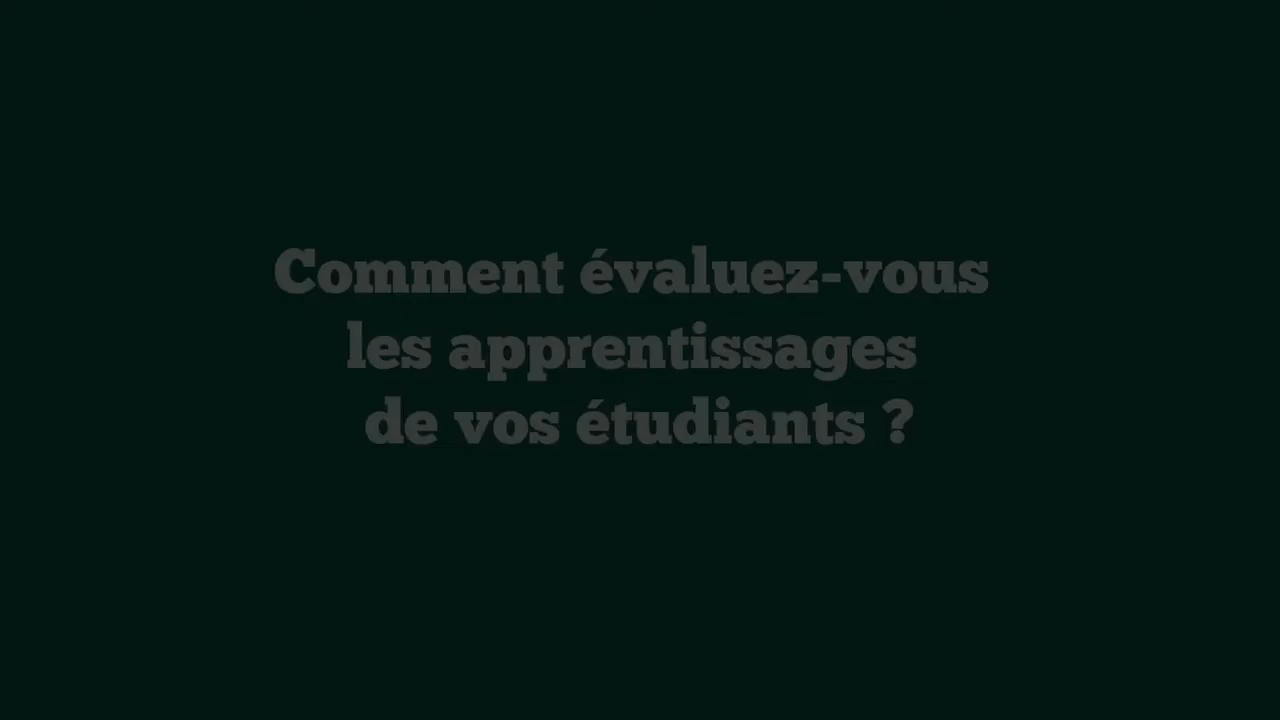 Comment évaluez-vous
les apprentissages
de vos étudiants ?